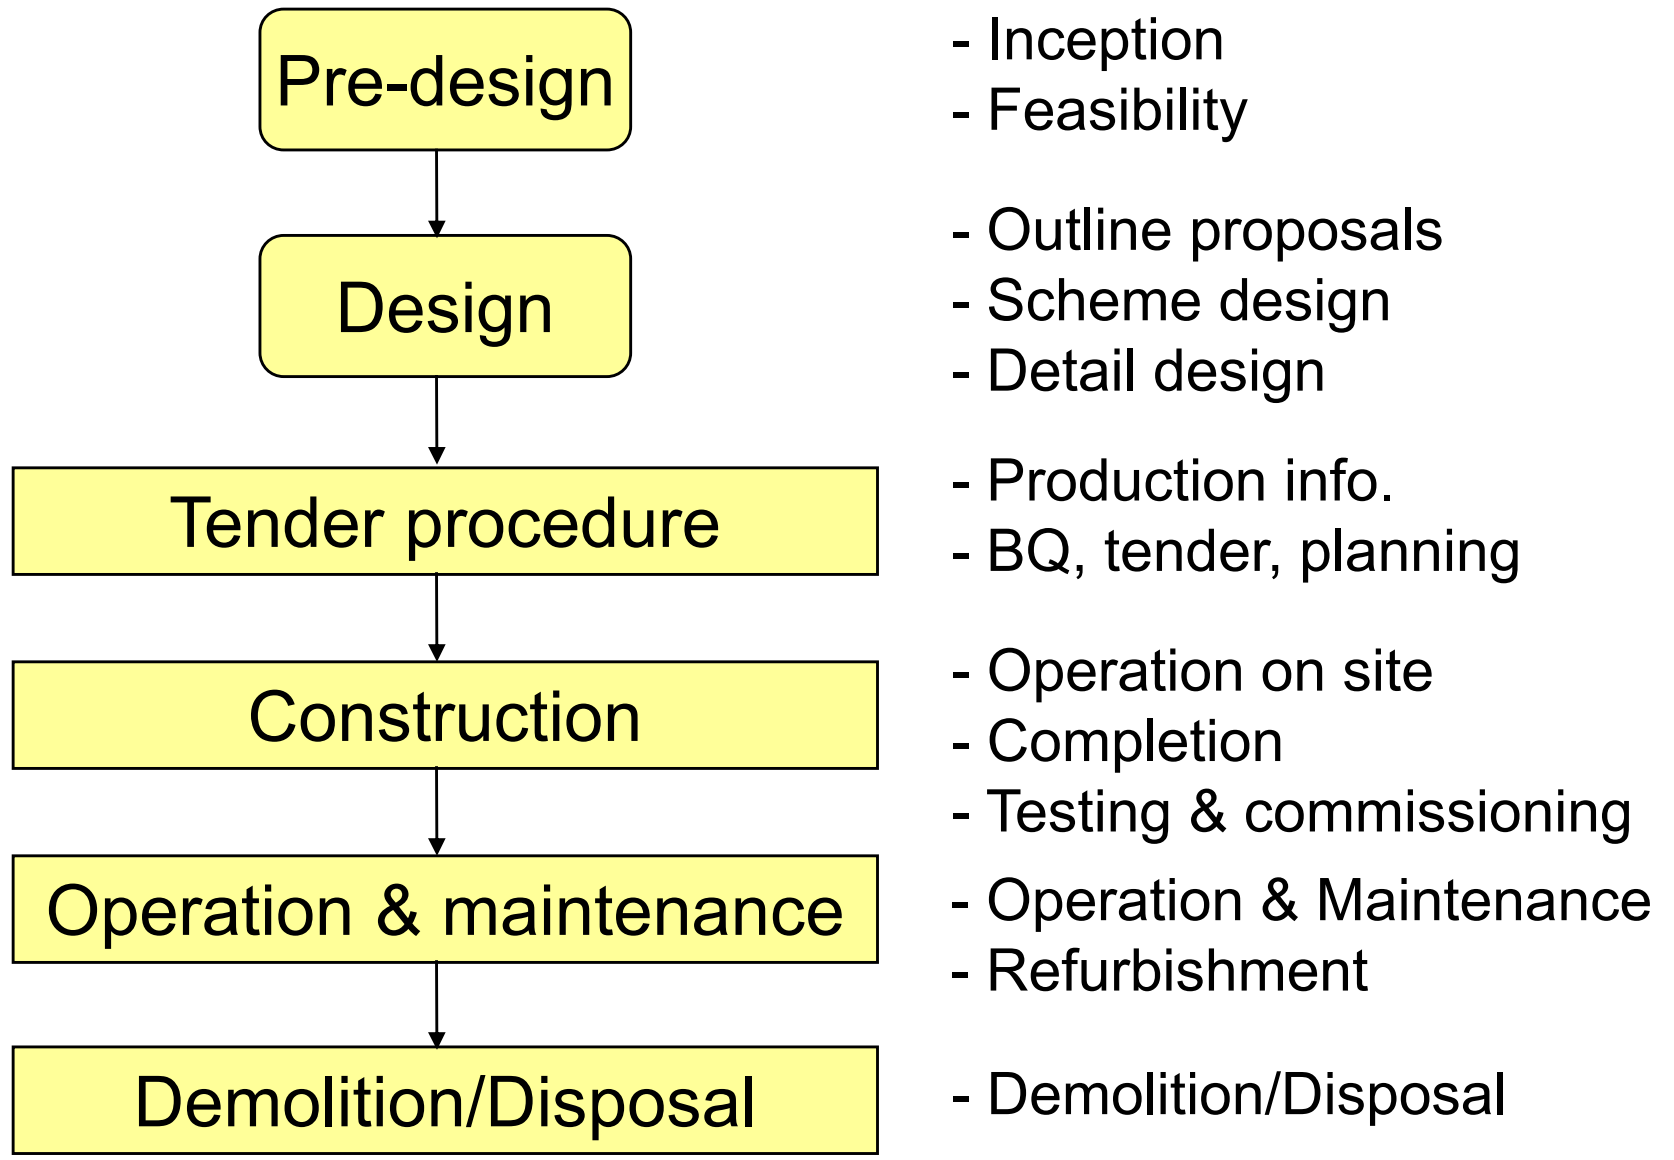 Pre-design
- Inception
- Feasibility
Design
- Outline proposals
- Scheme design
- Detail design
Tender procedure
- Production info.
- BQ, tender, planning
Construction
- Operation on site
- Completion
- Testing & commissioning
Operation & maintenance
- Operation & Maintenance
- Refurbishment
Demolition/Disposal
- Demolition/Disposal